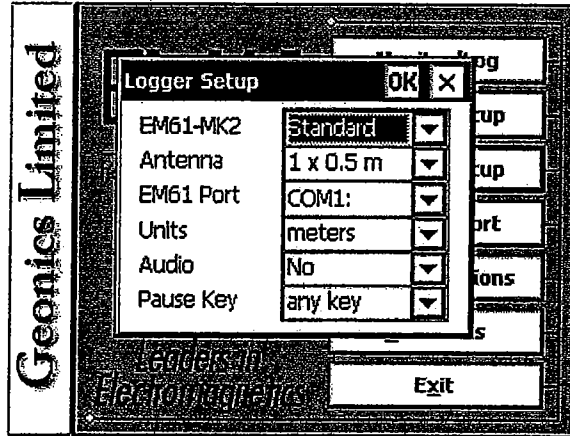 Geonics Limited
Logger Setup OK ×
EM61-MK2 Standard
Antenna 1 x 0.5 m
EM61 Port COM1:
Units meters
Audio No
Pause Key any key
Leaders in
Electromagnetics
Exit